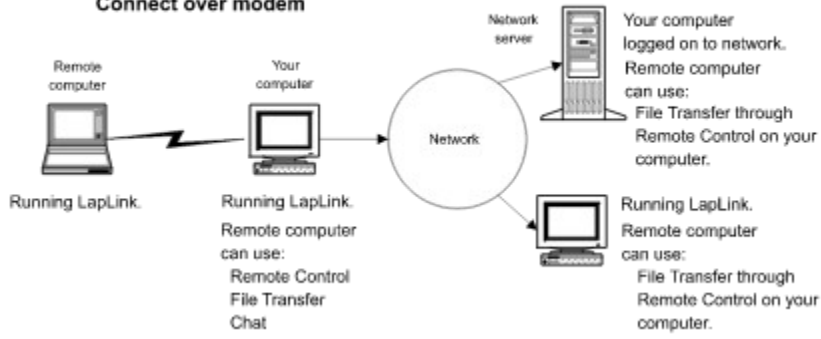 Connect over modem
Remote
computer
Running LapLink.
Your
computer
Running LapLink.
Remote computer
can use:
Remote Control
File Transfer
Chat
Network
Network
server
Your computer
logged on to network.
Remote computer
can use:
File Transfer through
Remote Control on your
computer.
Running LapLink.
Remote computer
can use:
File Transfer through
Remote Control on your
computer.